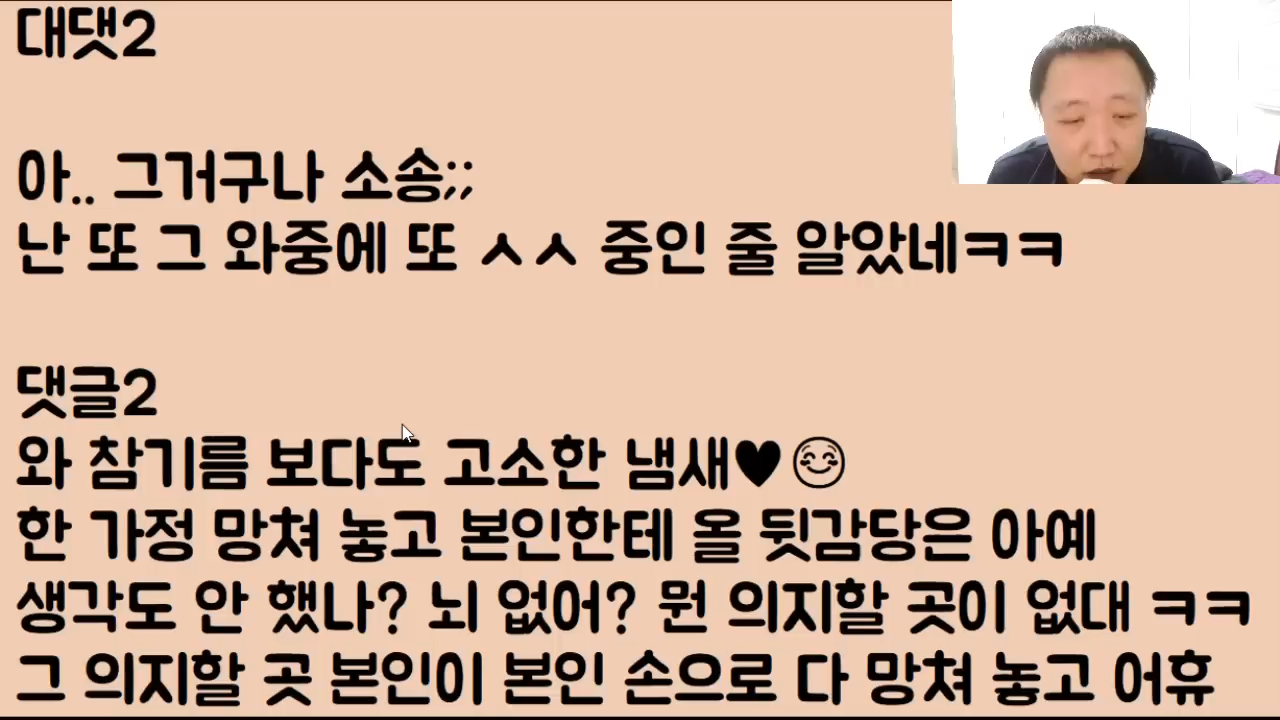 대댓2
아.. 그거구나 소송;;
난 또 그 와중에 또 ㅅㅅ 중인 줄 알았네ㅋㅋ
댓글2
와 참기름 보다도 고소한 냄새♥😊
한 가정 망쳐 놓고 본인한테 올 뒷감당은 아예
생각도 안 했나? 뇌 없어? 뭔 의지할 곳이 없대 ㅋㅋ
그 의지할 곳 본인이 본인 손으로 다 망쳐 놓고 어휴